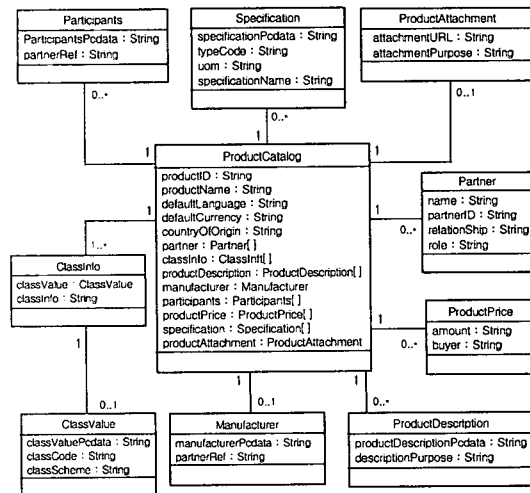 Participants
ParticipantsPcdata : String
partnerRef : String
0..*
1
Specification
specificationPcdata : String
typeCode : String
uom : String
specificationName : String
0..*
1
ProductAttachment
attachmentURL : String
attachmentPurpose : String
0..1
1
ProductCatalog
productID : String
productName : String
defaultLanguage : String
defaultCurrency : String
countryOfOrigin : String
partner : Partner[ ]
classInfo : ClassInft[ ]
productDescription : ProductDescription[ ]
manufacturer : Manufacturer
participants : Participants[ ]
productPrice : ProductPrice[ ]
specification : Specification[ ]
productAttachment : ProductAttachment
Partner
name : String
partnerID : String
relationShip : String
role : String
1
0..*
1
1..*
ClassInfo
classValue : ClassValue
classInfo : String
1
0..1
ProductPrice
amount : String
buyer : String
1
0..*
ClassValue
classValuePcdata : String
classCode : String
classScheme : String
1
0..1
Manufacturer
manufacturerPcdata : String
partnerRef : String
1
0..*
ProductDescription
productDescriptionPcdata : String
descriptionPurpose : String